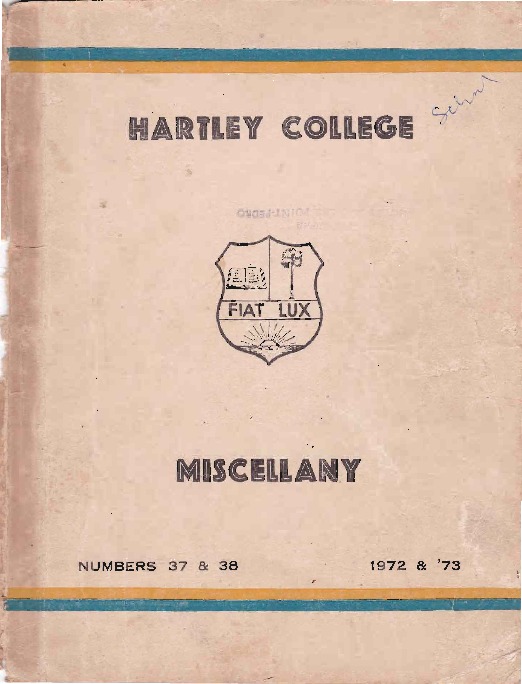 HARTLEY COLLEGE
FIAT LUX
MISCELLANY
NUMBERS 37 & 38 1972 & '73